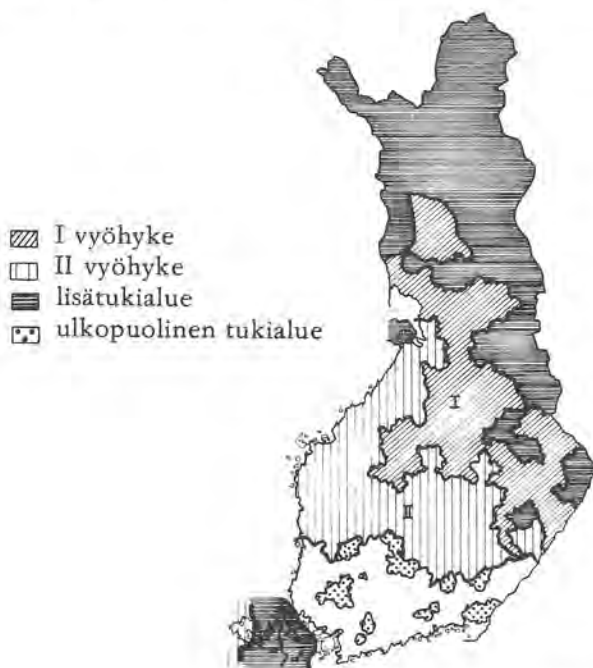 I vyöhyke
II vyöhyke
lisätukialue
ulkopuolinen tukialue
I
II